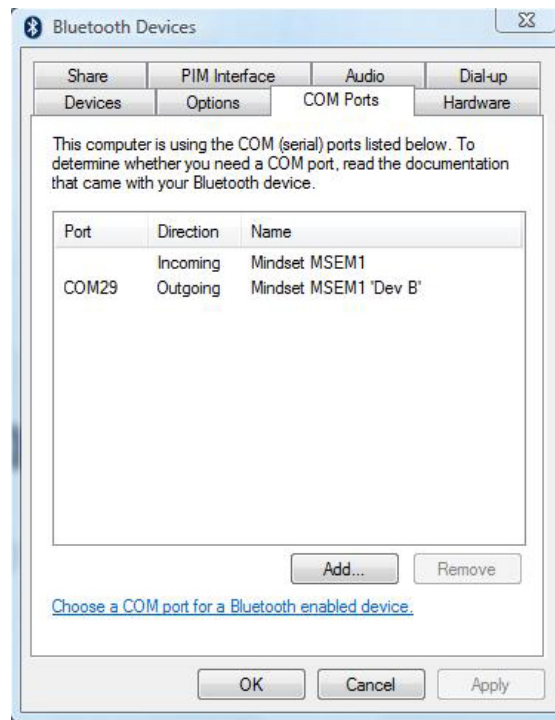 Bluetooth Devices
Share PIM Interface Audio Dial-up
Devices Options COM Ports Hardware
This computer is using the COM (serial) ports listed below. To
determine whether you need a COM port, read the documentation
that came with your Bluetooth device.
Port Direction Name
Incoming Mindset MSEM1
COM29 Outgoing Mindset MSEM1 'Dev B'
Add... Remove
Choose a COM port for a Bluetooth enabled device.
OK Cancel Apply